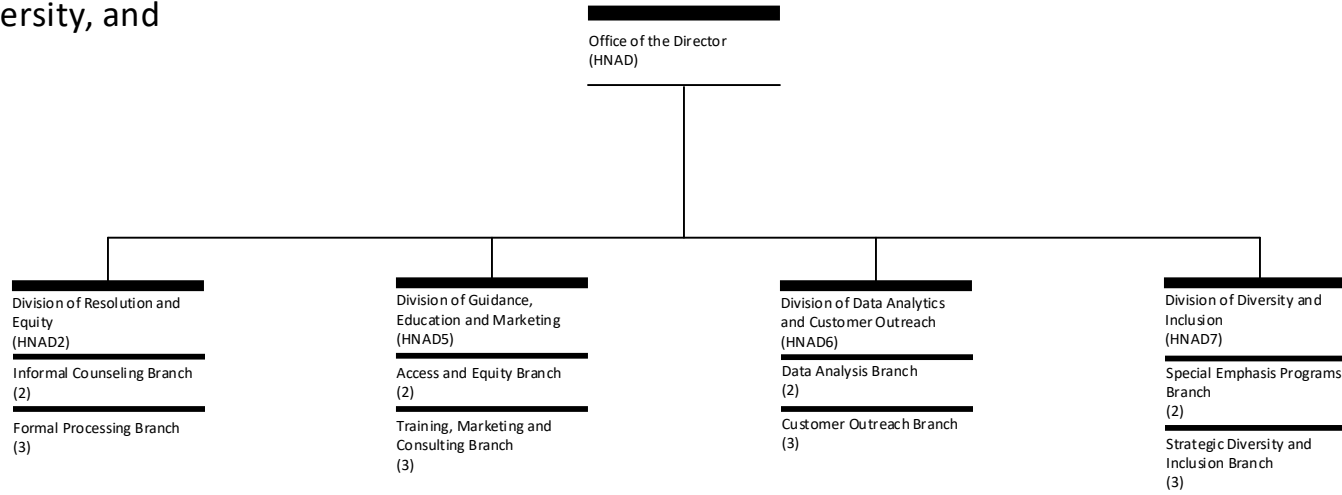 ersity, and
Office of the Director
(HNAD)
Division of Resolution and
Equity
(HNAD2)
Informal Counseling Branch
(2)
Formal Processing Branch
(3)
Division of Guidance,
Education and Marketing
(HNAD5)
Access and Equity Branch
(2)
Training, Marketing and
Consulting Branch
(3)
Division of Data Analytics
and Customer Outreach
(HNAD6)
Data Analysis Branch
(2)
Customer Outreach Branch
(3)
Division of Diversity and
Inclusion
(HNAD7)
Special Emphasis Programs
Branch
(2)
Strategic Diversity and
Inclusion Branch
(3)